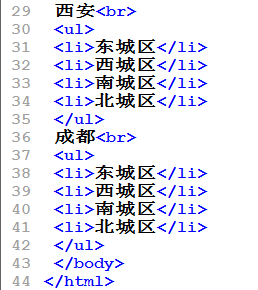 29 西安<br>
30 <ul>
31 <li>东城区</li>
32 <li>西城区</li>
33 <li>南城区</li>
34 <li>北城区</li>
35 </ul>
36 成都<br>
37 <ul>
38 <li>东城区</li>
39 <li>西城区</li>
40 <li>南城区</li>
41 <li>北城区</li>
42 </ul>
43 </body>
44 </html>